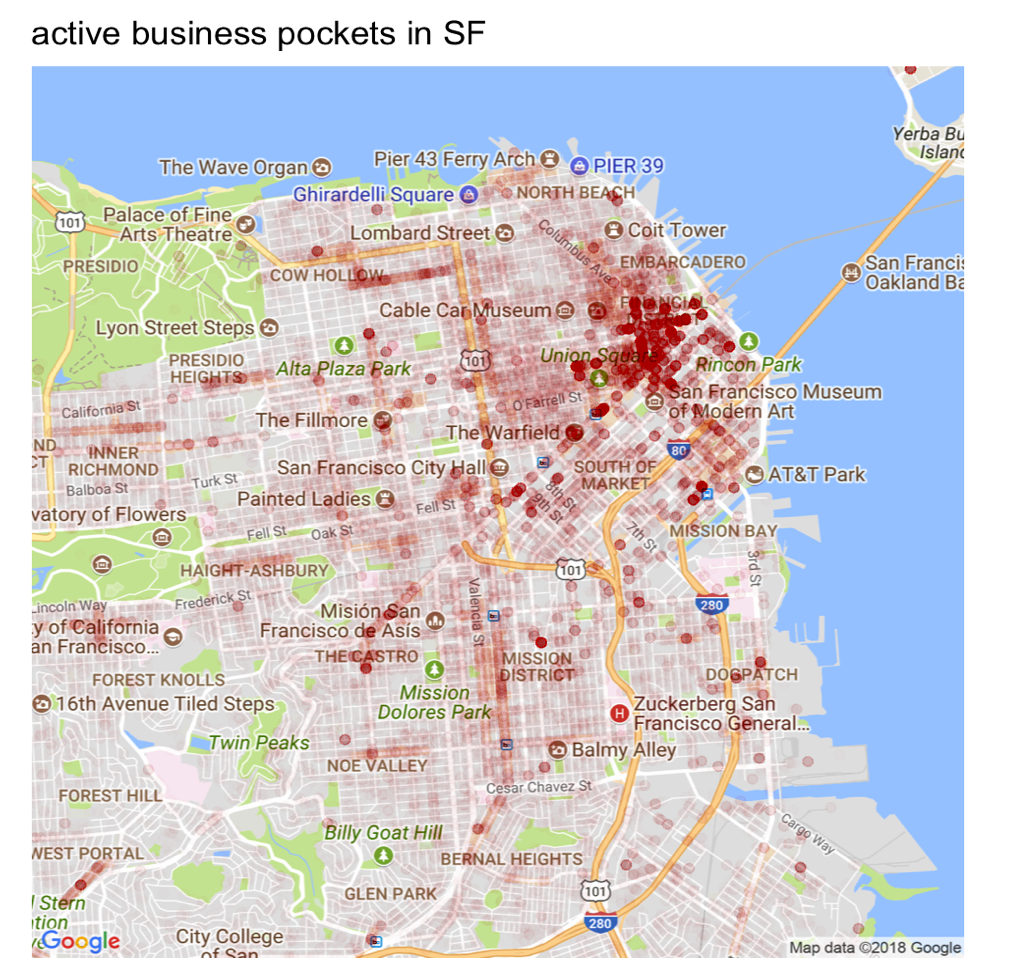 active business pockets in SF
Yerba Bu
Island
The Wave Organ
Pier 43 Ferry Arch
PIER 39
Ghirardelli Square
NORTH BEACH
101
Palace of Fine
Arts Theatre
Lombard Street
Columbus Ave
Coit Tower
PRESIDIO
COW HOLLOW
EMBARCADERO
San Francis
Oakland Ba
Cable Car Museum
FINANCIAL
Lyon Street Steps
PRESIDIO
HEIGHTS
Alta Plaza Park
101
Union Square
Rincon Park
California St
O'Farrell St
San Francisco Museum
of Modern Art
The Fillmore
The Warfield
ND
CT
INNER
RICHMOND
80
San Francisco City Hall
SOUTH OF
MARKET
AT&T Park
Balboa St
Turk St
Painted Ladies
8th St
9th St
vatory of Flowers
Fell St
Fell St
Oak St
7th St
MISSION BAY
HAIGHT-ASHBURY
101
3rd St
Lincoln Way
Frederick St
Valencia St
280
y of California
an Francisco...
Misión San
Francisco de Asís
THE CASTRO
MISSION
DISTRICT
FOREST KNOLLS
DOGPATCH
16th Avenue Tiled Steps
Mission
Dolores Park
H
Zuckerberg San
Francisco General...
Twin Peaks
Balmy Alley
NOE VALLEY
FOREST HILL
Cesar Chavez St
Cargo Way
Billy Goat Hill
WEST PORTAL
BERNAL HEIGHTS
GLEN PARK
101
l Stern
280
City College
of San
Google
Map data ©2018 Google